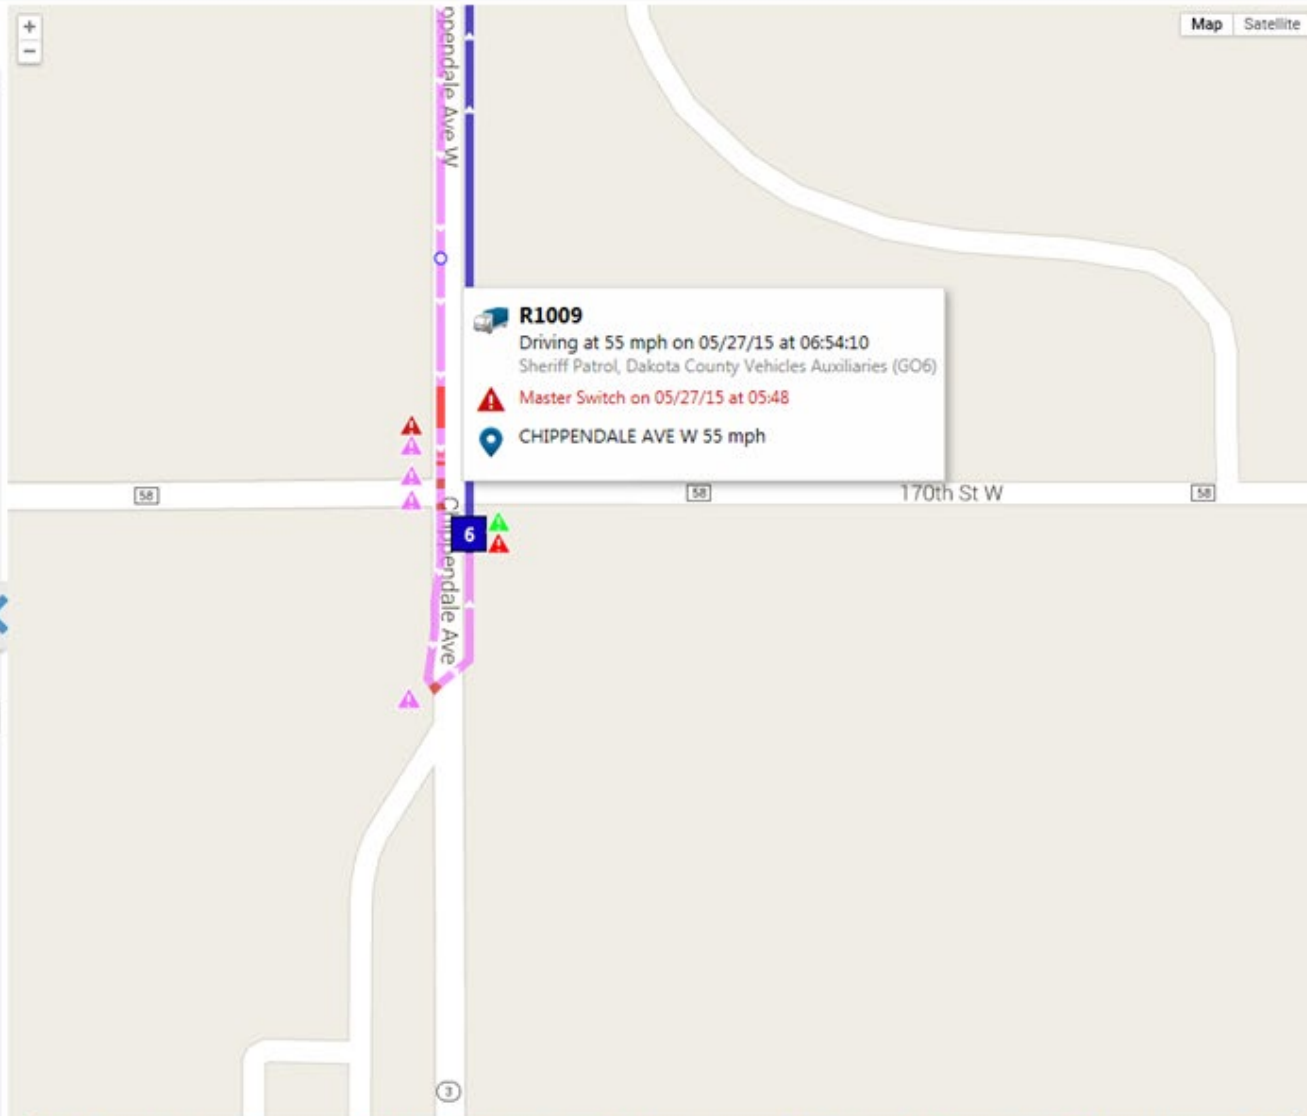 +
−
Map Satellite
ppendale Ave W
R1009
Driving at 55 mph on 05/27/15 at 06:54:10
Sheriff Patrol, Dakota County Vehicles Auxiliaries (GO6)
Master Switch on 05/27/15 at 05:48
CHIPPENDALE AVE W 55 mph
58
58
170th St W
58
6
Chippendale Ave
3